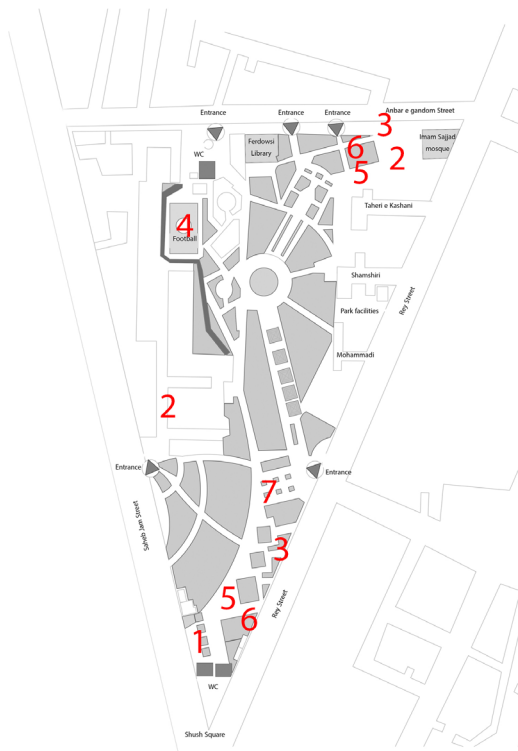 Anbar e gandom Street
Entrance
Entrance
Entrance
3
Imam Sajjad
mosque
Ferdowsi
Library
6
2
WC
5
Taheri e Kashani
4
Football
Shamshiri
Rey Street
Park facilities
Mohammadi
2
Entrance
Entrance
7
Saheb Jam Street
3
5
Rey Street
6
1
WC
Shush Square